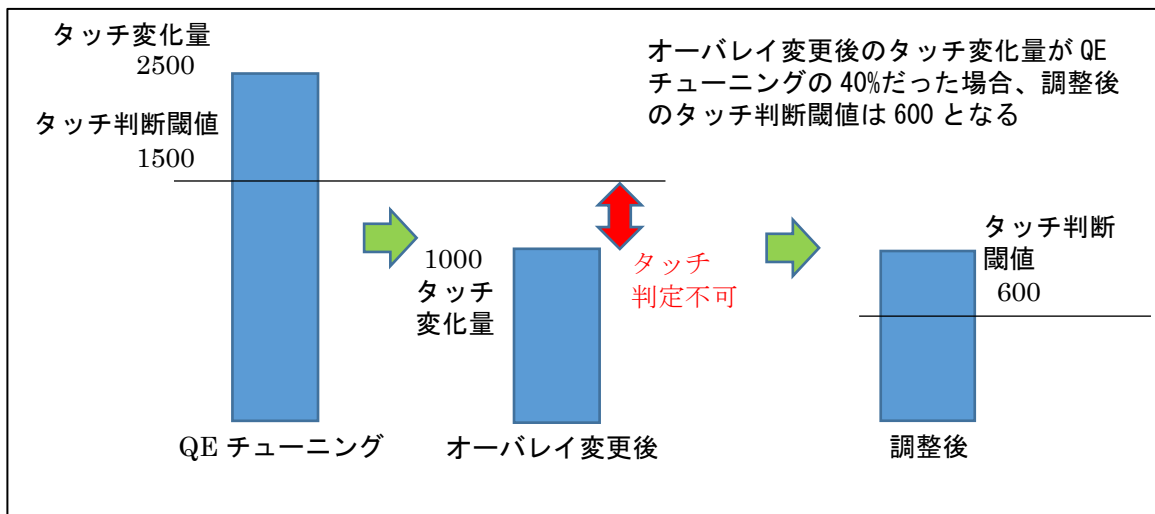 タッチ変化量
2500
タッチ判断閾値
1500
オーバレイ変更後のタッチ変化量が QE
チューニングの 40%だった場合、調整後
のタッチ判断閾値は 600 となる
1000
タッチ
変化量
タッチ
判定不可
タッチ判断
閾値
600
QE チューニング
オーバレイ変更後
調整後